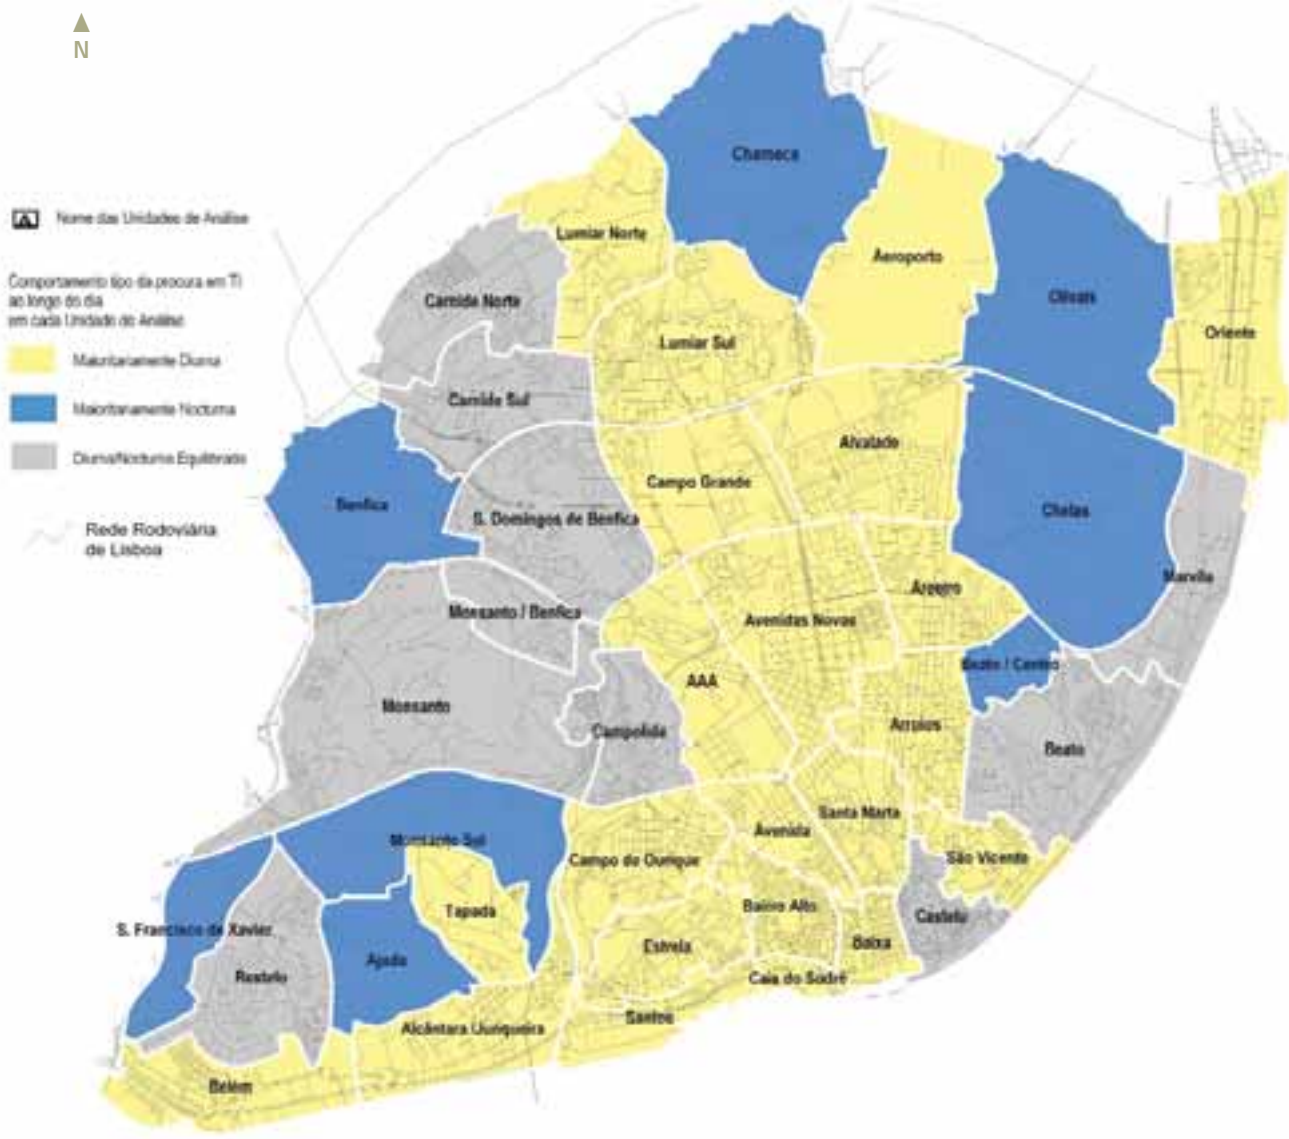 N
Nome das Unidades de Análise
Comportamento tipo da procura em TI
ao longo do dia
em cada Unidade de Análise
Maioritariamente Diurna
Maioritariamente Nocturna
Diurna/Nocturna Equilibrada
Rede Rodoviária
de Lisboa
Charneca
Lumiar Norte
Aeroporto
Carnide Norte
Olivais
Oriente
Lumiar Sul
Carnide Sul
Alvalade
Campo Grande
Benfica
Chelas
S. Domingos de Benfica
Marvila
Areeiro
Monsanto / Benfica
Avenidas Novas
Beato / Centro
AAA
Monsanto
Arroios
Campolide
Beato
Santa Marta
Avenida
Monsanto Sul
São Vicente
Campo de Ourique
Bairro Alto
Tapada
Castelo
S. Francisco de Xavier
Baixa
Estrela
Ajuda
Restelo
Cais do Sodré
Santos
Alcântara /Junqueira
Belém